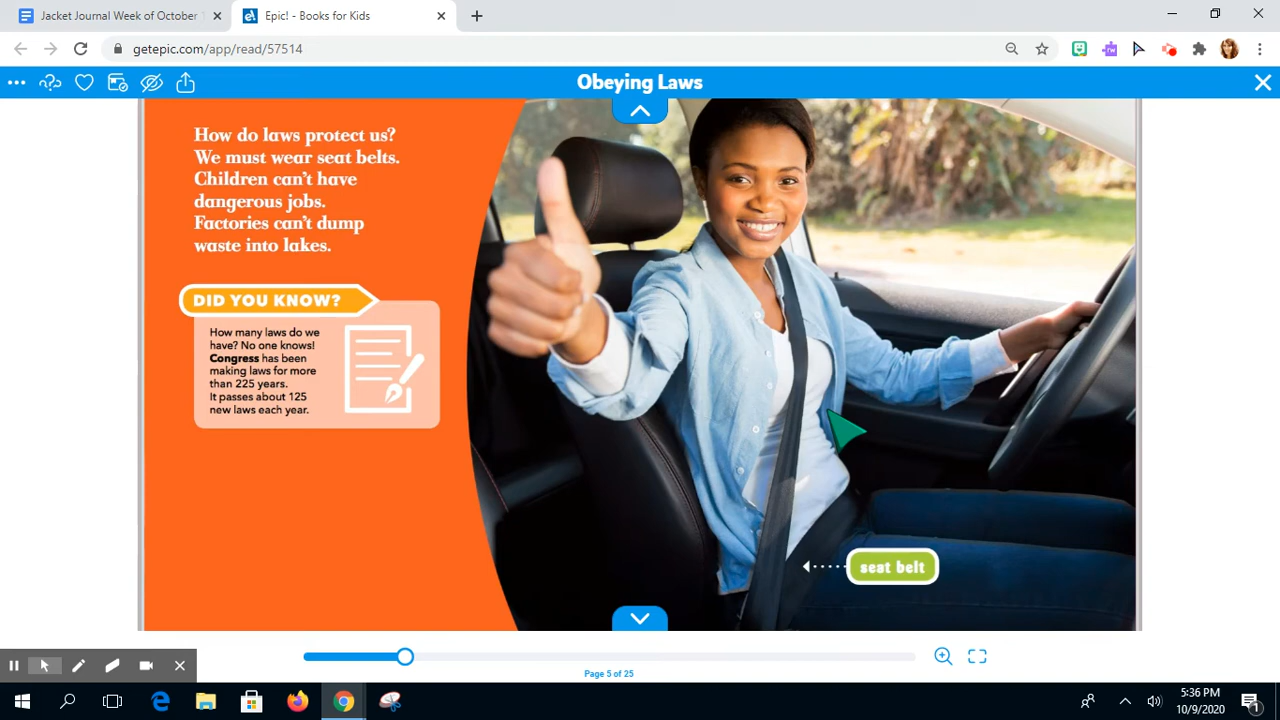 Jacket Journal Week of October
Epic! - Books for Kids
getepic.com/app/read/57514
Obeying Laws
How do laws protect us?
We must wear seat belts.
Children can't have
dangerous jobs.
Factories can't dump
waste into lakes.
DID YOU KNOW?
How many laws do we
have? No one knows!
Congress has been
making laws for more
than 225 years.
It passes about 125
new laws each year.
seat belt
Page 5 of 25
5:36 PM
10/9/2020